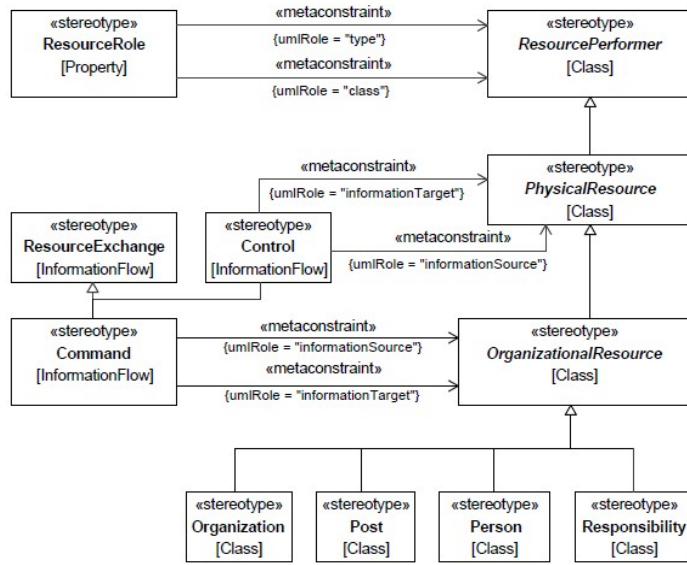 «stereotype»
ResourceRole
[Property]
«metaconstraint»
{umlRole = "type"}
«metaconstraint»
{umlRole = "class"}
«stereotype»
ResourcePerformer
[Class]
«metaconstraint»
{umlRole = "informationTarget"}
«stereotype»
PhysicalResource
[Class]
«stereotype»
ResourceExchange
[InformationFlow]
«stereotype»
Control
[InformationFlow]
«metaconstraint»
{umlRole = "informationSource"}
«stereotype»
Command
[InformationFlow]
«metaconstraint»
{umlRole = "informationSource"}
«metaconstraint»
{umlRole = "informationTarget"}
«stereotype»
OrganizationalResource
[Class]
«stereotype»
Organization
[Class]
«stereotype»
Post
[Class]
«stereotype»
Person
[Class]
«stereotype»
Responsibility
[Class]